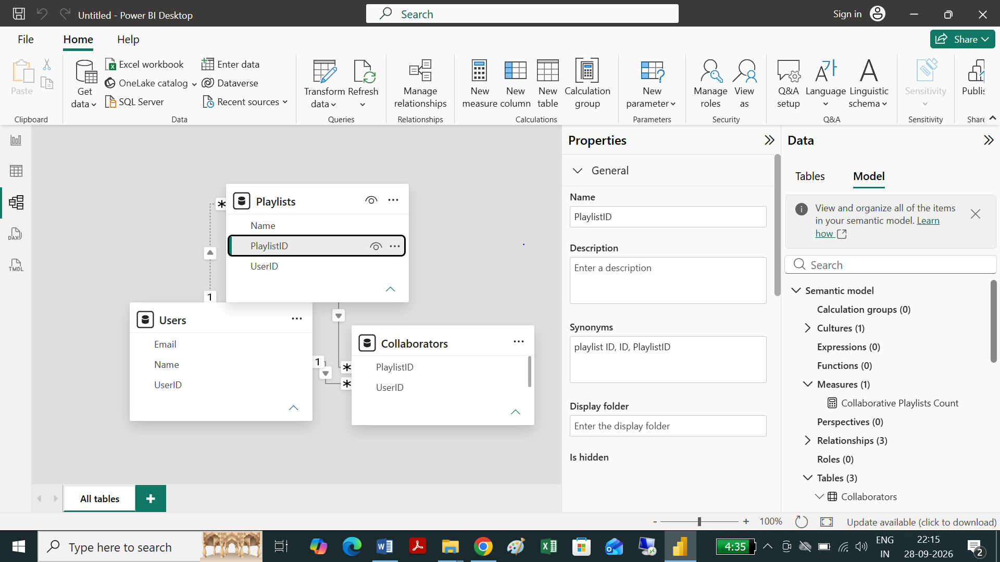 Untitled - Power BI Desktop
Search
Sign in
File
Home
Help
Share
Paste
Clipboard
Get data
Excel workbook
OneLake catalog
SQL Server
Enter data
Dataverse
Recent sources
Data
Transform data
Refresh
Queries
Manage relationships
Relationships
New measure
New column
New table
Calculation group
Calculations
New parameter
Parameters
Manage roles
View as
Security
Q&A setup
Language
Linguistic schema
Q&A
Sensitivity
Sensitivity
Publis
Share
DAX
TMDL
Playlists
Name
PlaylistID
UserID
*
1
Users
Email
Name
UserID
1
*
*
Collaborators
PlaylistID
UserID
All tables
+
Properties
General
Name
PlaylistID
Description
Enter a description
Synonyms
playlist ID, ID, PlaylistID
Display folder
Enter the display folder
Is hidden
Data
Tables
Model
View and organize all of the items
in your semantic model. Learn
how
Search
Semantic model
Calculation groups (0)
Cultures (1)
Expressions (0)
Functions (0)
Measures (1)
Collaborative Playlists Count
Perspectives (0)
Relationships (3)
Roles (0)
Tables (3)
Collaborators
- + 100%
Update available (click to download)
Type here to search
4:35
ENG
IN
22:15
28-09-2026
2